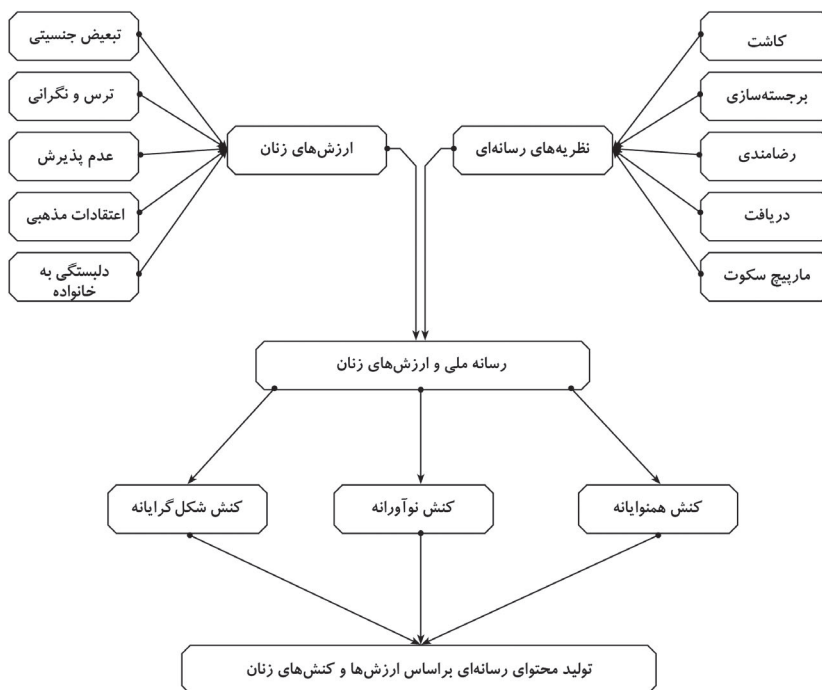 کاشت
برجسته‌سازی
رضامندی
دریافت
مارپیچ سکوت
نظریه‌های رسانه‌ای
تبعیض جنسیتی
ترس و نگرانی
عدم پذیرش
اعتقادات مذهبی
دلبستگی به
خانواده
ارزش‌های زنان
رسانه ملی و ارزش‌های زنان
کنش همنوایانه
کنش نوآورانه
کنش شکل‌گرایانه
تولید محتوای رسانه‌ای براساس ارزش‌ها و کنش‌های زنان